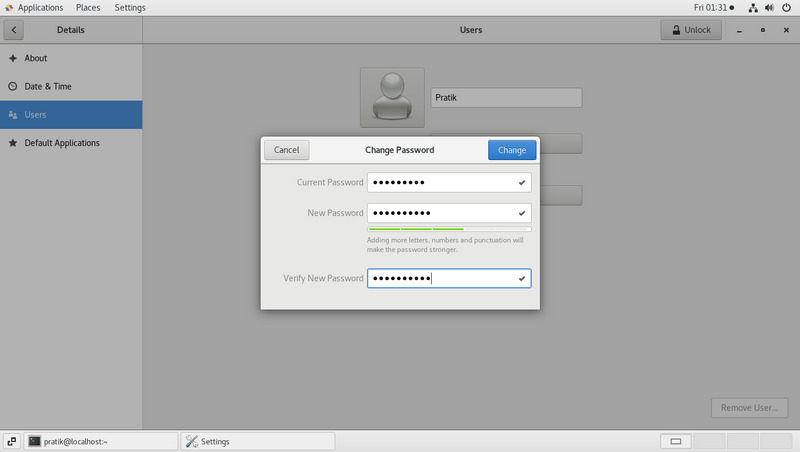 Applications Places Settings Fri 01:31
Details Users Unlock
About
Date & Time
Users
Default Applications
Pratik
Cancel Change Password Change
Current Password ●●●●●●●●●
New Password ●●●●●●●●●●
Adding more letters, numbers and punctuation will
make the password stronger.
Verify New Password ●●●●●●●●●●
Remove User...
pratik@localhost:~ Settings